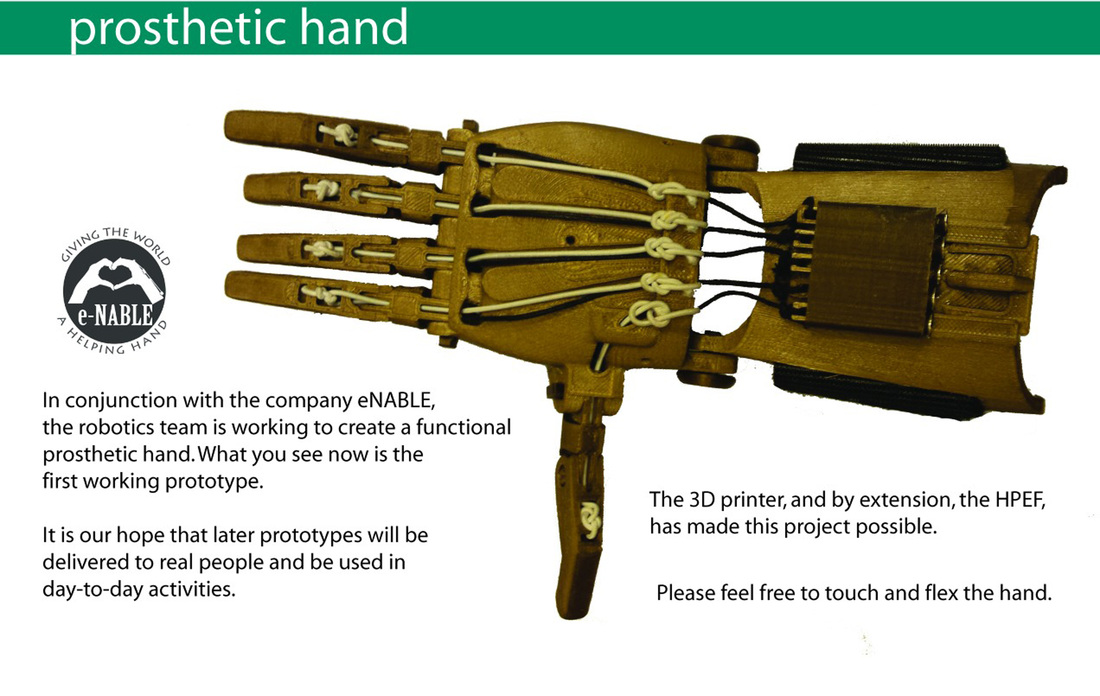 prosthetic hand
GIVING THE WORLD
e-NABLE
A HELPING HAND
In conjunction with the company eNABLE,
the robotics team is working to create a functional
prosthetic hand. What you see now is the
first working prototype.
It is our hope that later prototypes will be
delivered to real people and be used in
day-to-day activities.
The 3D printer, and by extension, the HPEF,
has made this project possible.
Please feel free to touch and flex the hand.